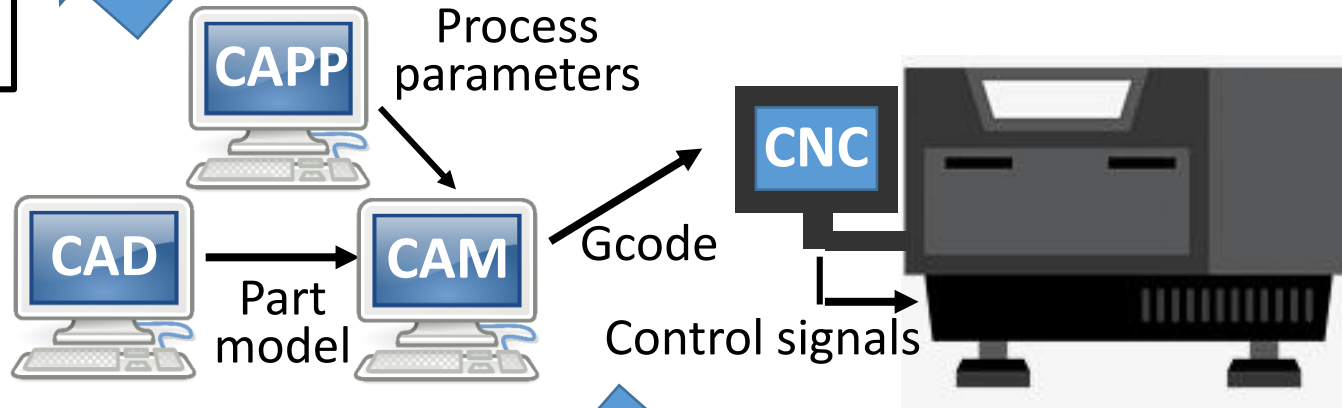 CAPP
Process
parameters
CNC
CAD
CAM
Gcode
Part
model
Control signals